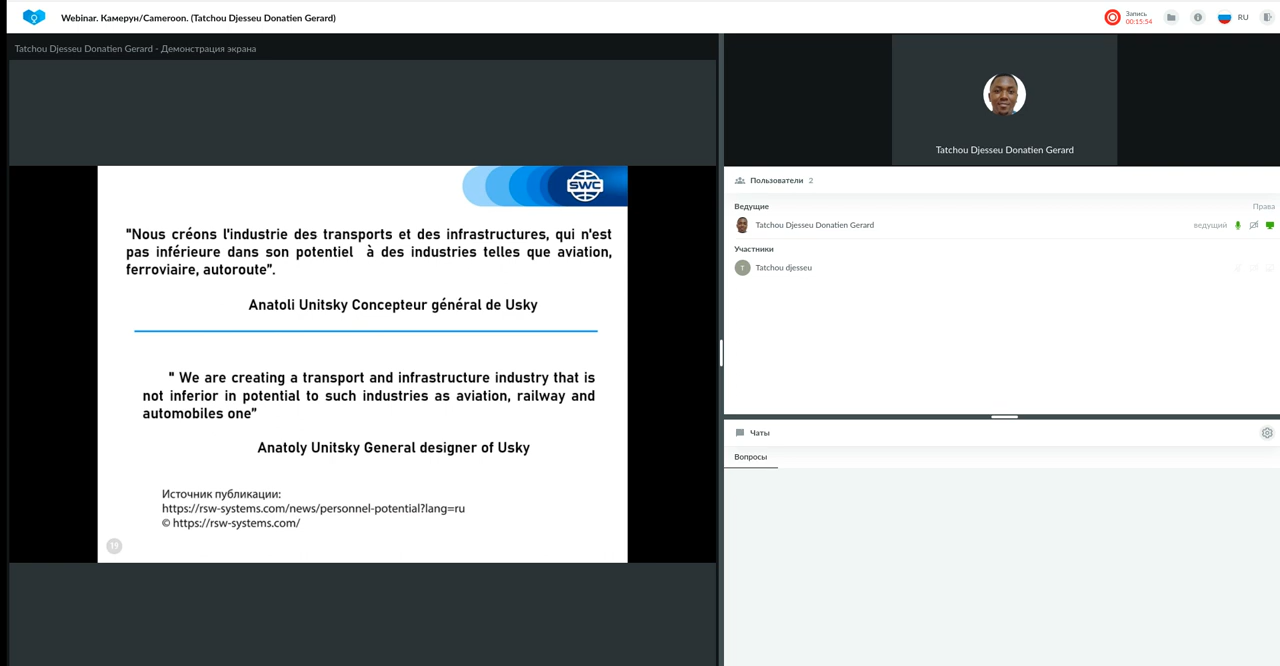 Webinar. Камерун/Cameroon. (Tatchou Djesseu Donatien Gerard)
Запись
00:15:54
RU
Tatchou Djesseu Donatien Gerard - Демонстрация экрана
SWC
"Nous créons l'industrie des transports et des infrastructures, qui n'est
pas inférieure dans son potentiel à des industries telles que aviation,
ferroviaire, autoroute”.
Anatoli Unitsky Concepteur général de Usky
" We are creating a transport and infrastructure industry that is
not inferior in potential to such industries as aviation, railway and
automobiles one”
Anatoly Unitsky General designer of Usky
Источник публикации:
https://rsw-systems.com/news/personnel-potential?lang=ru
© https://rsw-systems.com/
19
Tatchou Djesseu Donatien Gerard
Пользователи 2
Ведущие Права
Tatchou Djesseu Donatien Gerard ведущий
Участники
T Tatchou djesseu
Чаты
Вопросы